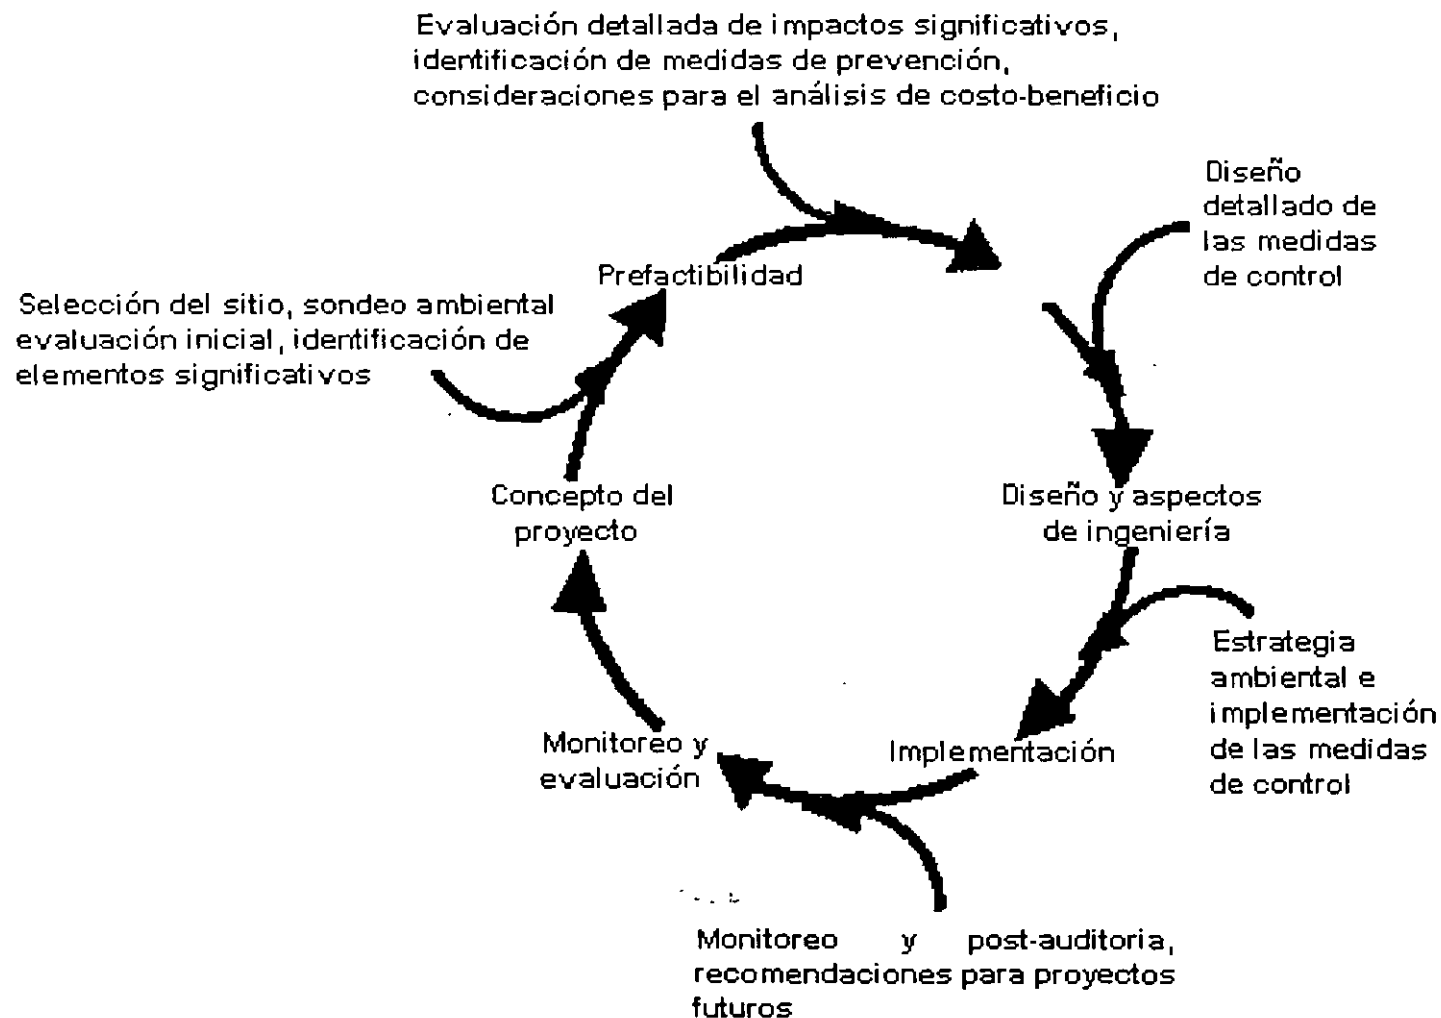 Evaluación detallada de impactos significativos,
identificación de medidas de prevención,
consideraciones para el análisis de costo-beneficio
Diseño
detallado de
las medidas
de control
Prefactibilidad
Selección del sitio, sondeo ambiental
evaluación inicial, identificación de
elementos significativos
Concepto del
proyecto
Diseño y aspectos
de ingeniería
Estrategia
ambiental e
implementación
de las medidas
de control
Monitoreo y
evaluación
Implementación
Monitoreo y post-auditoria,
recomendaciones para proyectos
futuros